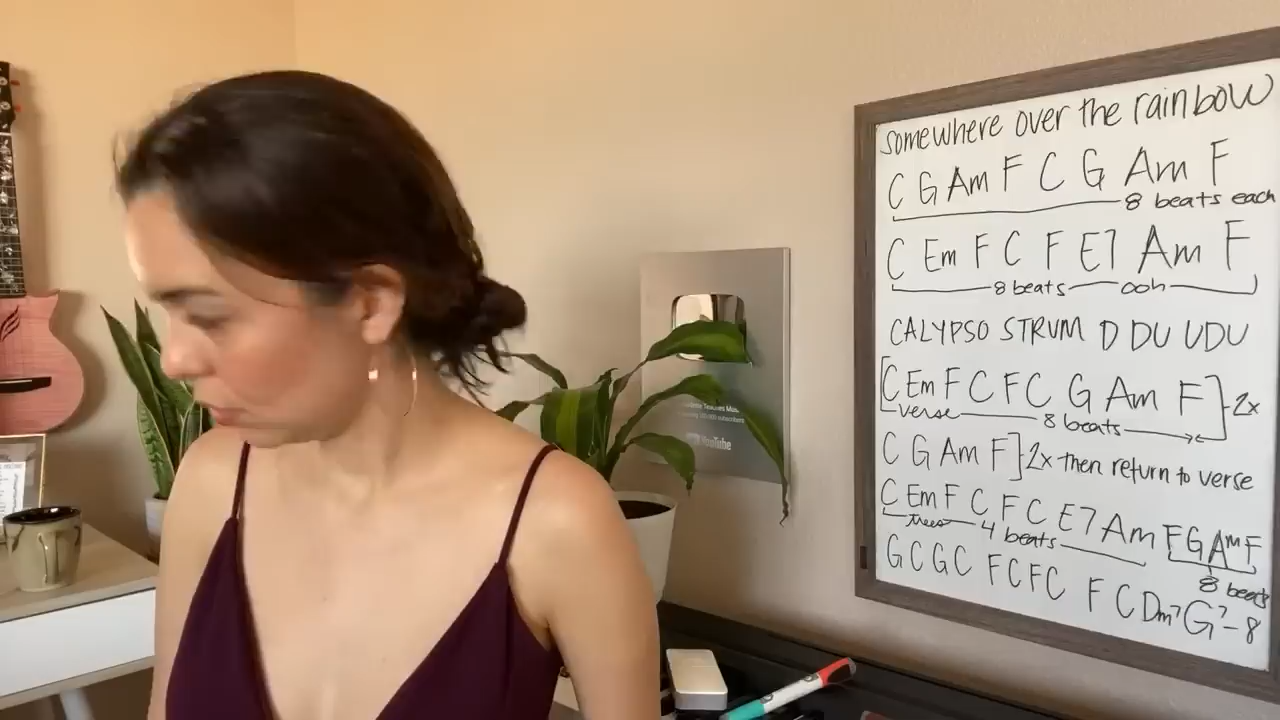 somewhere over the rainbow
C G Am F C G Am F
8 beats each
C Em F C F E7 Am F
8 beats ooh
CALYPSO STRUM D DU UDU
C Em F C F C G Am F 2x
verse 8 beats
C G Am F 2x then return to verse
C Em F C F C E7 Am F G Am F
trees 4 beats
8 beats
G C G C F C F C F C Dm7 G7 - 8
YouTube